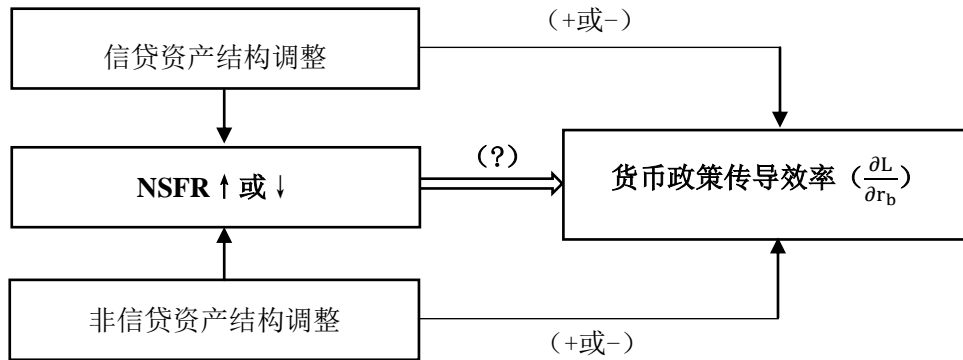 （+或-）
信贷资产结构调整
（?）
NSFR ↑ 或 ↓
货币政策传导效率（∂L/∂r_b）
非信贷资产结构调整
（+或-）